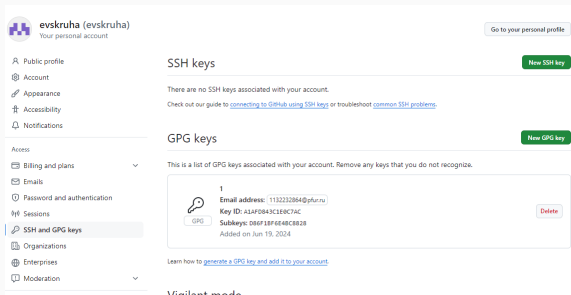 evskruha (evskruha)
Your personal account
Go to your personal profile
Public profile
Account
Appearance
Accessibility
Notifications
Access
Billing and plans
Emails
Password and authentication
Sessions
SSH and GPG keys
Organizations
Enterprises
Moderation
SSH keys
New SSH key
There are no SSH keys associated with your account.
Check out our guide to connecting to GitHub using SSH keys or troubleshoot common SSH problems.
GPG keys
New GPG key
This is a list of GPG keys associated with your account. Remove any keys that you do not recognize.
1
Email address: 1132232864@pfur.ru
GPG
Key ID: A1AFD843C1E0C7AC
Subkeys: D86F18F4E48C8828
Added on Jun 19, 2024
Delete
Learn how to generate a GPG key and add it to your account.
Vigilant mode